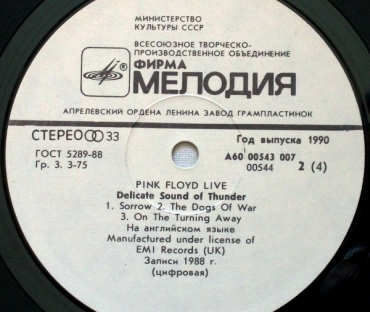 МИНИСТЕРСТВО
КУЛЬТУРЫ СССР
ВСЕСОЮЗНОЕ ТВОРЧЕСКО-
ПРОИЗВОДСТВЕННОЕ ОБЪЕДИНЕНИЕ
ФИРМА
МЕЛОДИЯ
АПРЕЛЕВСКИЙ ОРДЕНА ЛЕНИНА ЗАВОД ГРАМПЛАСТИНОК
СТЕРЕО 33
Год выпуска 1990
ГОСТ 5289-88
А60 00543 007
Гр. 3. 3-75
00544 2 (4)
PINK FLOYD LIVE
Delicate Sound of Thunder
1. Sorrow 2. The Dogs Of War
3. On The Turning Away
На английском языке
Manufactured under license of
EMI Records (UK)
Записи 1988 г.
(цифровая)